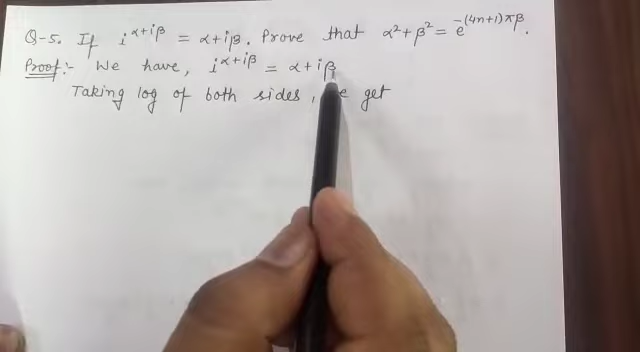 Q-5. If i^{α+iβ} = α+iβ. Prove that α²+β² = e^{-(4n+1)πβ}.
Proof:- We have, i^{α+iβ} = α+iβ
Taking log of both sides, get